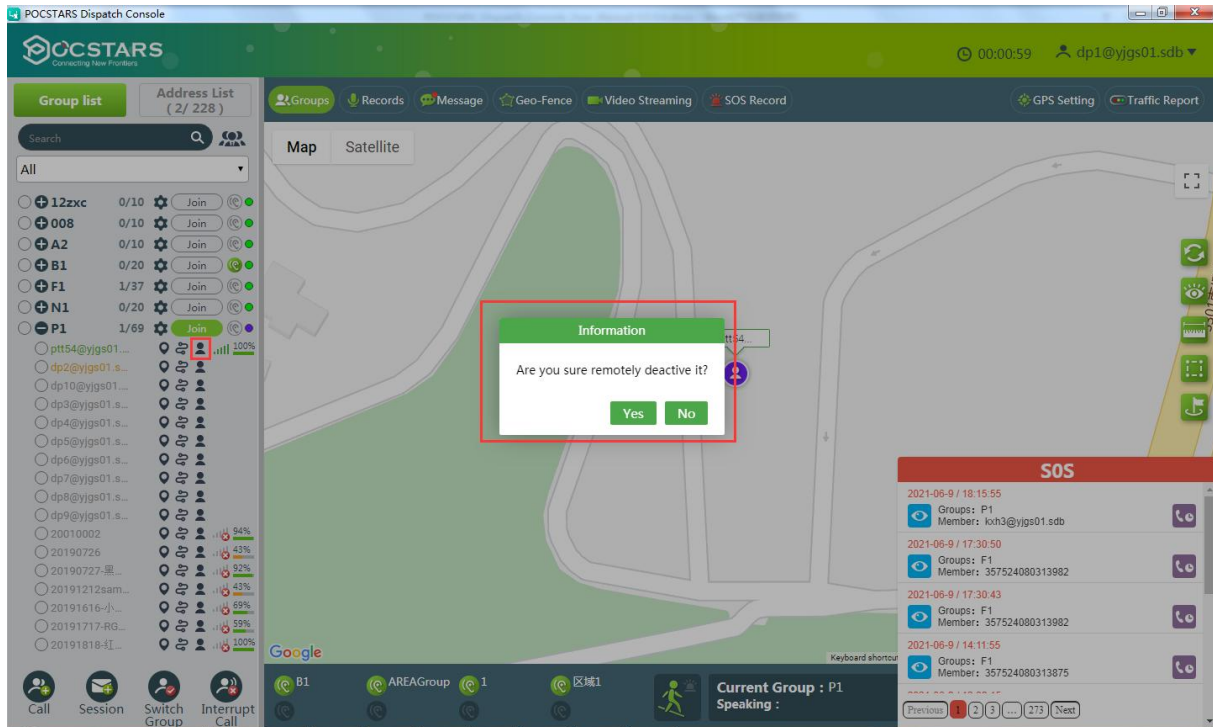 POCSTARS Dispatch Console
POCSTARS
Connecting New Frontiers
00:00:59 dp1@yjgs01.sdb
Group list
Address List
( 2/ 228 )
Groups Records Message Geo-Fence Video Streaming SOS Record GPS Setting Traffic Report
Search
All
Map Satellite
12zxc 0/10 Join
008 0/10 Join
A2 0/10 Join
B1 0/20 Join
F1 1/37 Join
N1 0/20 Join
P1 1/69 Join
ptt54@yjgs01.... 100%
dp2@yjgs01.s...
dp10@yjgs01....
dp3@yjgs01.s...
dp4@yjgs01.s...
dp5@yjgs01.s...
dp6@yjgs01.s...
dp7@yjgs01.s...
dp8@yjgs01.s...
dp9@yjgs01.s...
20010002 94%
20190726 43%
20190727-黑... 92%
20191212sam... 43%
20191616-小... 69%
20191717-RG... 59%
20191818-红... 100%
Information
Are you sure remotely deactive it?
Yes No
tt54...
SOS
2021-06-9 / 18:15:55
Groups: P1
Member: kxh3@yjgs01.sdb
2021-06-9 / 17:30:50
Groups: F1
Member: 357524080313982
2021-06-9 / 17:30:43
Groups: F1
Member: 357524080313982
2021-06-9 / 14:11:55
Groups: F1
Member: 357524080313875
Previous 1 2 3 ... 273 Next
Google
Keyboard shortcu
Call Session Switch Group Interrupt Call
B1 AREAGroup 1 区域1
Current Group : P1
Speaking :